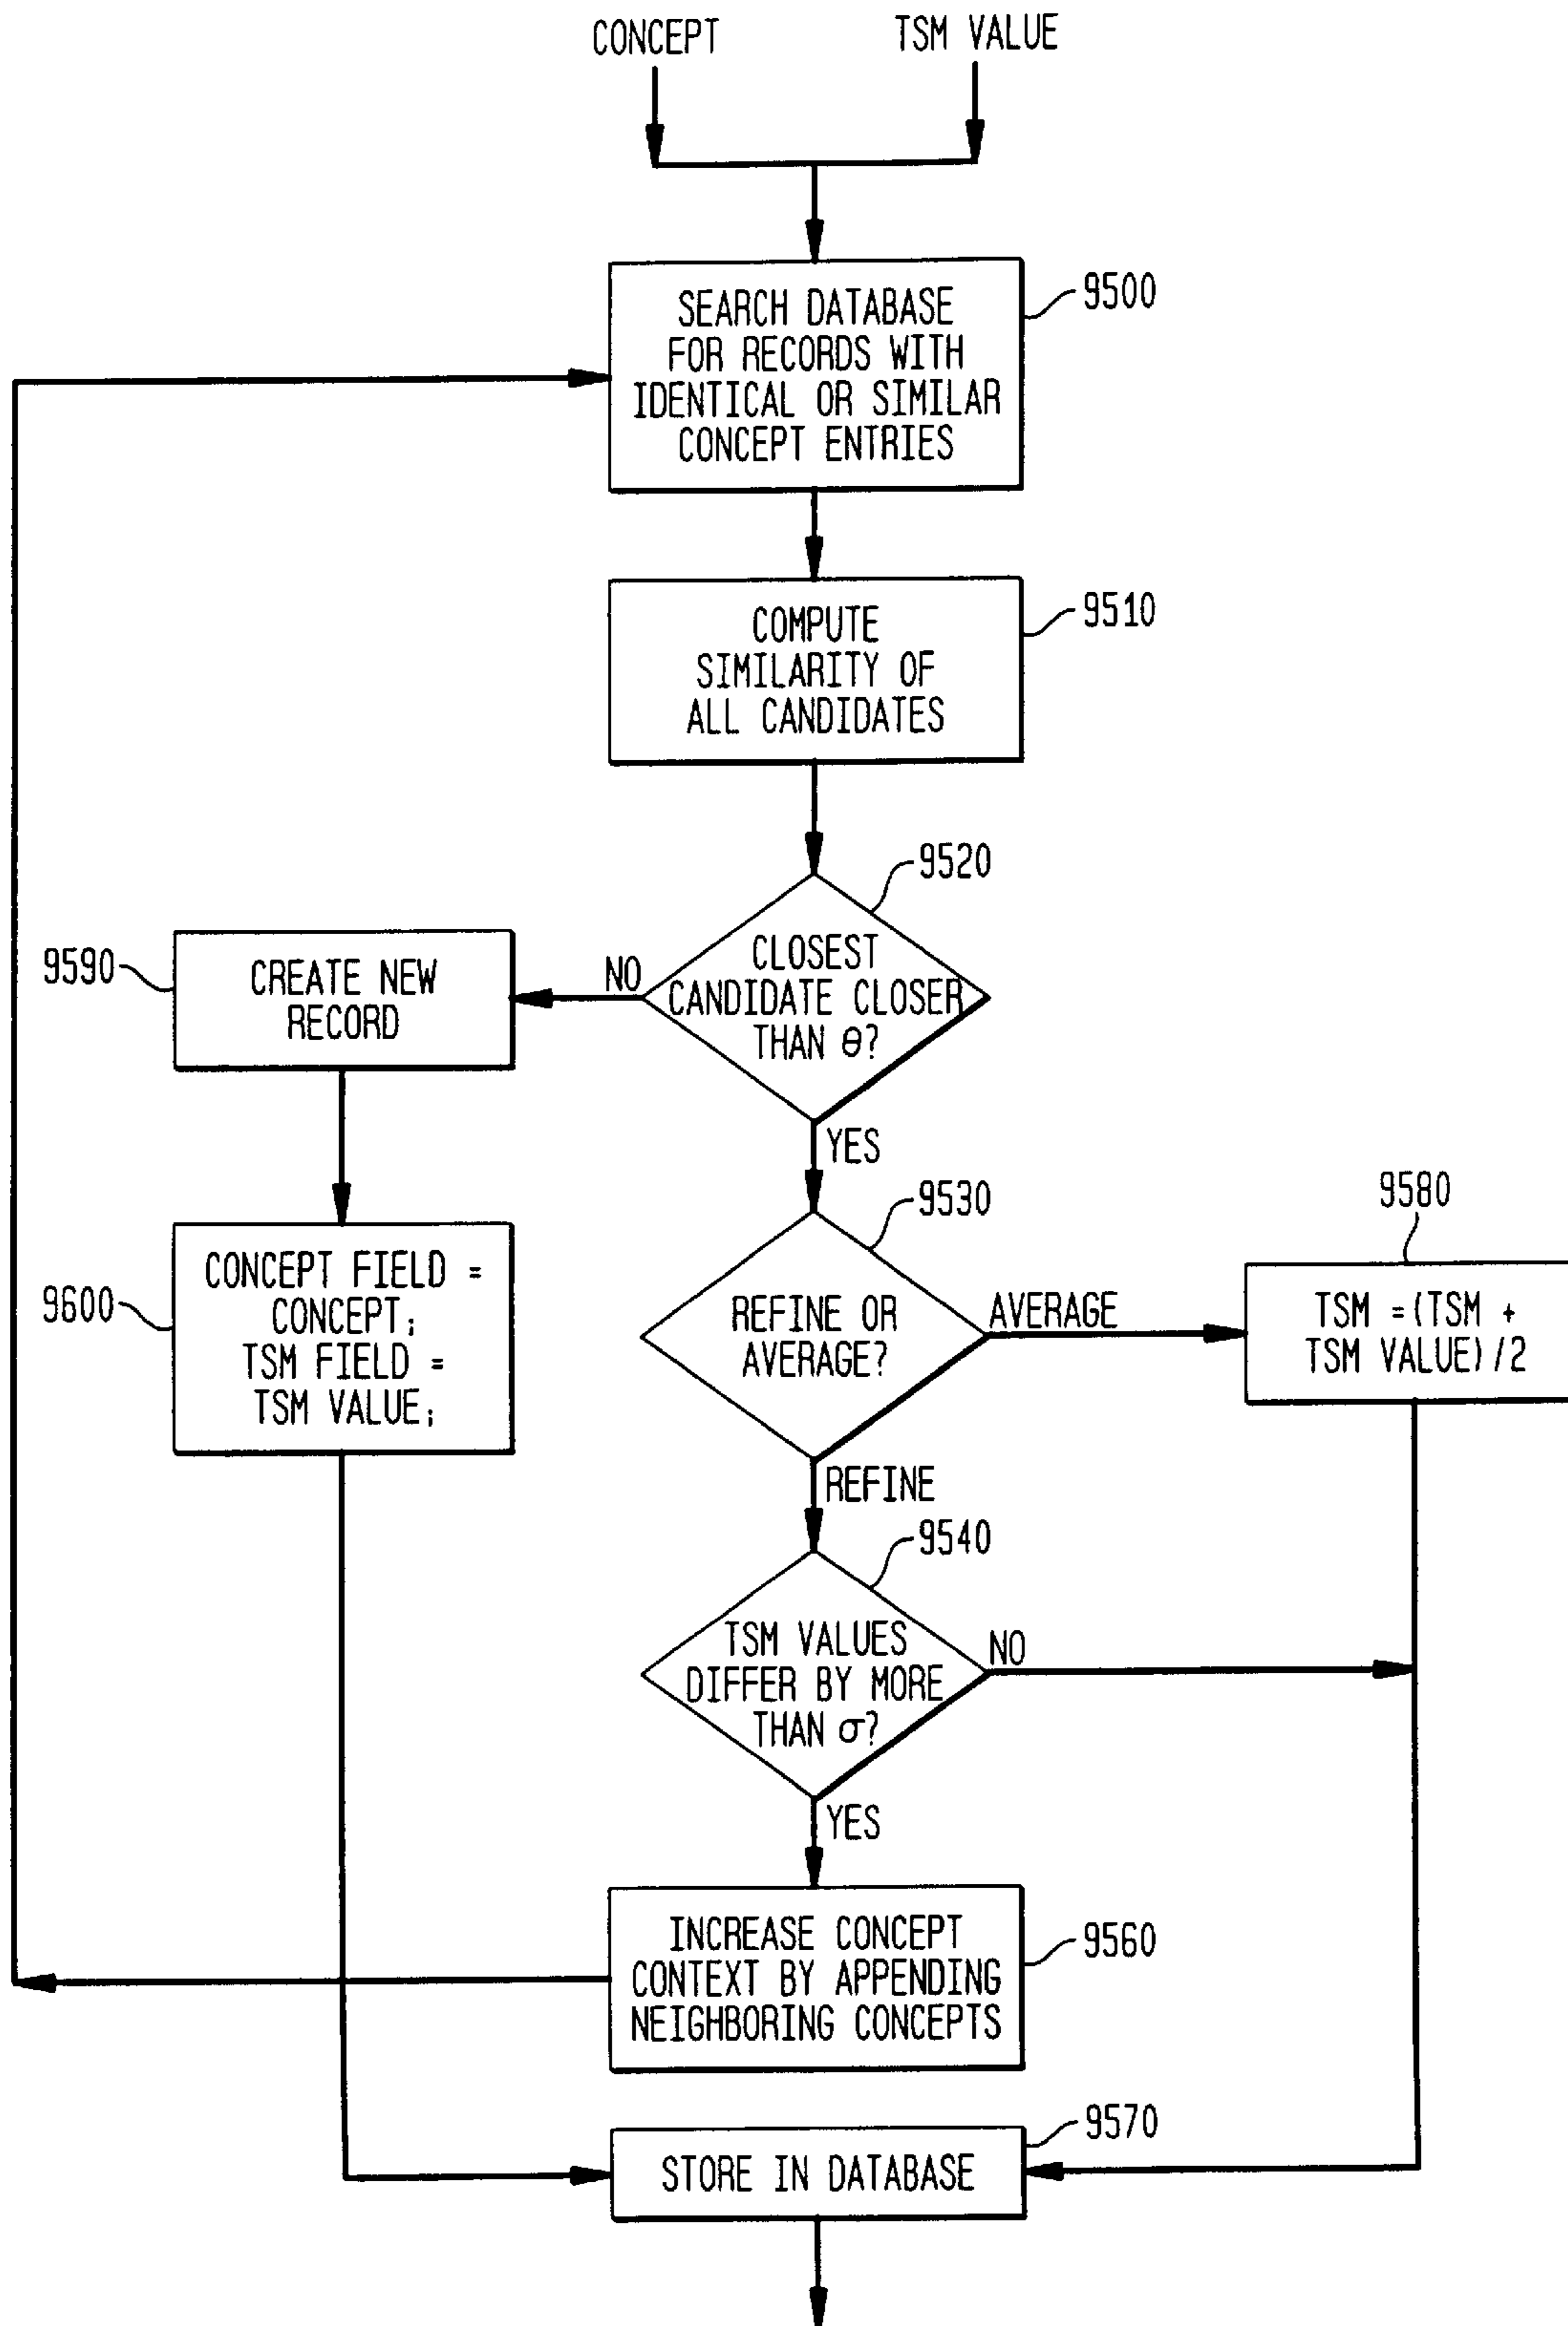 CONCEPT
TSM VALUE
SEARCH DATABASE
FOR RECORDS WITH
IDENTICAL OR SIMILAR
CONCEPT ENTRIES
9500
COMPUTE
SIMILARITY OF
ALL CANDIDATES
9510
CLOSEST
CANDIDATE CLOSER
THAN θ?
9520
NO
9590
CREATE NEW
RECORD
YES
9600
CONCEPT FIELD =
CONCEPT;
TSM FIELD =
TSM VALUE;
REFINE OR
AVERAGE?
9530
AVERAGE
9580
TSM =(TSM +
TSM VALUE)/2
REFINE
TSM VALUES
DIFFER BY MORE
THAN σ?
9540
NO
YES
INCREASE CONCEPT
CONTEXT BY APPENDING
NEIGHBORING CONCEPTS
9560
STORE IN DATABASE
9570